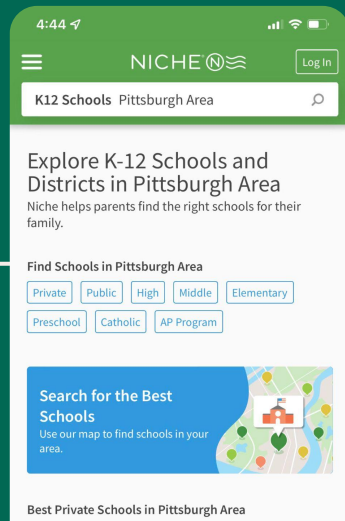 4:44
NICHE
Log In
K12 Schools Pittsburgh Area
Explore K-12 Schools and
Districts in Pittsburgh Area
Niche helps parents find the right schools for their
family.
Find Schools in Pittsburgh Area
Private Public High Middle Elementary
Preschool Catholic AP Program
Search for the Best
Schools
Use our map to find schools in your
area.
Best Private Schools in Pittsburgh Area